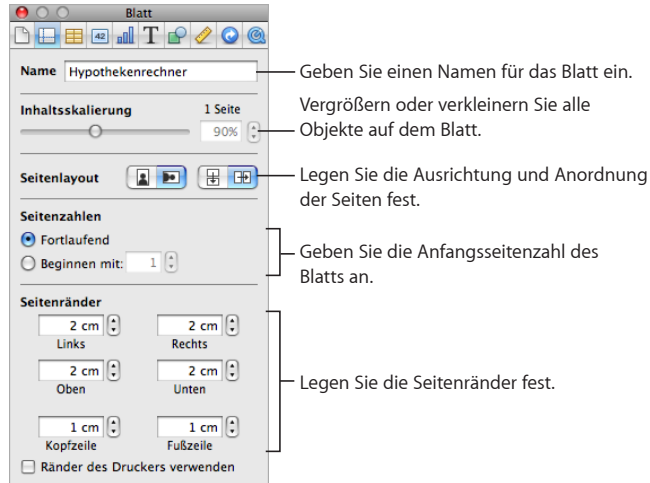 Blatt
42
Name Hypothekenrechner
Geben Sie einen Namen für das Blatt ein.
Inhaltsskalierung 1 Seite
90%
Vergrößern oder verkleinern Sie alle
Objekte auf dem Blatt.
Seitenlayout
Legen Sie die Ausrichtung und Anordnung
der Seiten fest.
Seitenzahlen
Fortlaufend
Beginnen mit: 1
Geben Sie die Anfangsseitenzahl des
Blatts an.
Seitenränder
2 cm 2 cm
Links Rechts
2 cm 2 cm
Oben Unten
1 cm 1 cm
Kopfzeile Fußzeile
Legen Sie die Seitenränder fest.
Ränder des Druckers verwenden